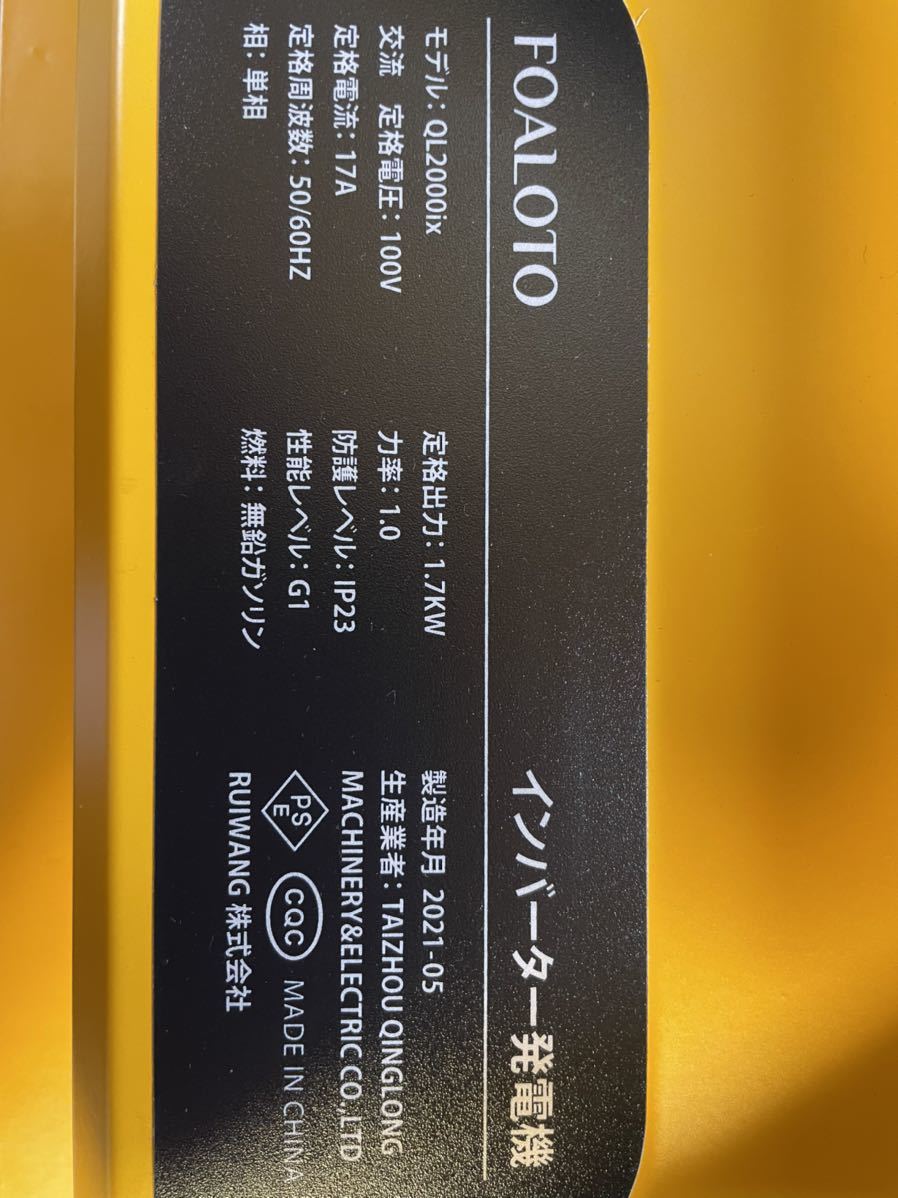 FOALOTO インバーター発電機
モデル: QL2000ix
交流 定格電圧: 100V
定格電流: 17A
定格周波数: 50/60HZ
相: 単相
定格出力: 1.7KW
力率: 1.0
防護レベル: IP23
性能レベル: G1
燃料: 無鉛ガソリン
製造年月 2021-05
生産業者: TAIZHOU QINGLONG
MACHINERY&ELECTRIC CO.,LTD
PSE CQC MADE IN CHINA
RUIWANG 株式会社